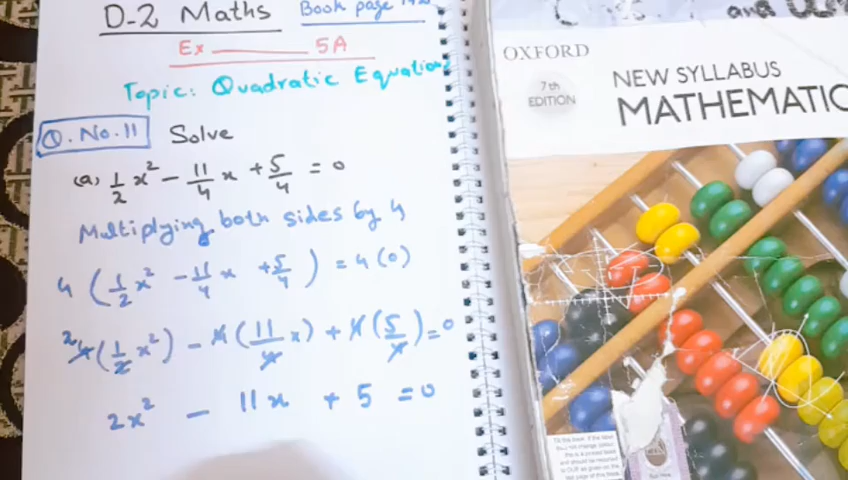 D-2 Maths
Book page
Ex 5A
Topic: Quadratic Equations
Q. No. 11 Solve
(a) 1/2 x² - 11/4 x + 5/4 = 0
Multiplying both sides by 4
4 (1/2 x² - 11/4 x + 5/4) = 4 (0)
2 4 (1/2 x²) - 4 (11/4 x) + 4 (5/4) = 0
2x² - 11x + 5 = 0
and
OXFORD
7th
EDITION
NEW SYLLABUS
MATHEMATIC